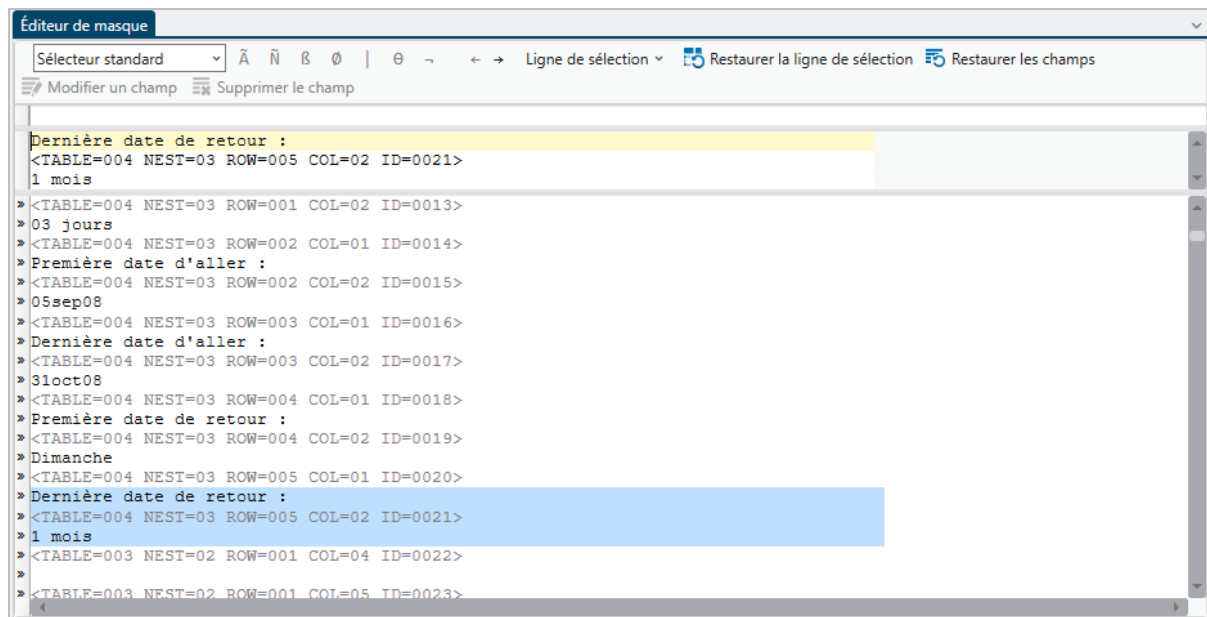 Éditeur de masque
Sélecteur standard Ã Ñ ß Ø | θ ¬ ← → Ligne de sélection Restaurer la ligne de sélection Restaurer les champs
Modifier un champ Supprimer le champ
Dernière date de retour :
<TABLE=004 NEST=03 ROW=005 COL=02 ID=0021>
1 mois
<TABLE=004 NEST=03 ROW=001 COL=02 ID=0013>
03 jours
<TABLE=004 NEST=03 ROW=002 COL=01 ID=0014>
Première date d'aller :
<TABLE=004 NEST=03 ROW=002 COL=02 ID=0015>
05sep08
<TABLE=004 NEST=03 ROW=003 COL=01 ID=0016>
Dernière date d'aller :
<TABLE=004 NEST=03 ROW=003 COL=02 ID=0017>
31oct08
<TABLE=004 NEST=03 ROW=004 COL=01 ID=0018>
Première date de retour :
<TABLE=004 NEST=03 ROW=004 COL=02 ID=0019>
Dimanche
<TABLE=004 NEST=03 ROW=005 COL=01 ID=0020>
Dernière date de retour :
<TABLE=004 NEST=03 ROW=005 COL=02 ID=0021>
1 mois
<TABLE=003 NEST=02 ROW=001 COL=04 ID=0022>
<TABLE=003 NEST=02 ROW=001 COL=05 ID=0023>